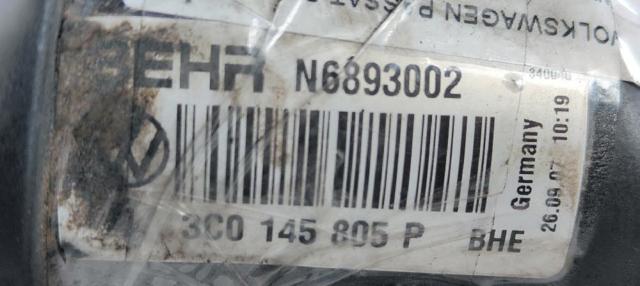 VOLKSWAGEN PASSAT
BEHR N6893002
3C0 145 805 P BHE
Germany
26.09.07 10:19